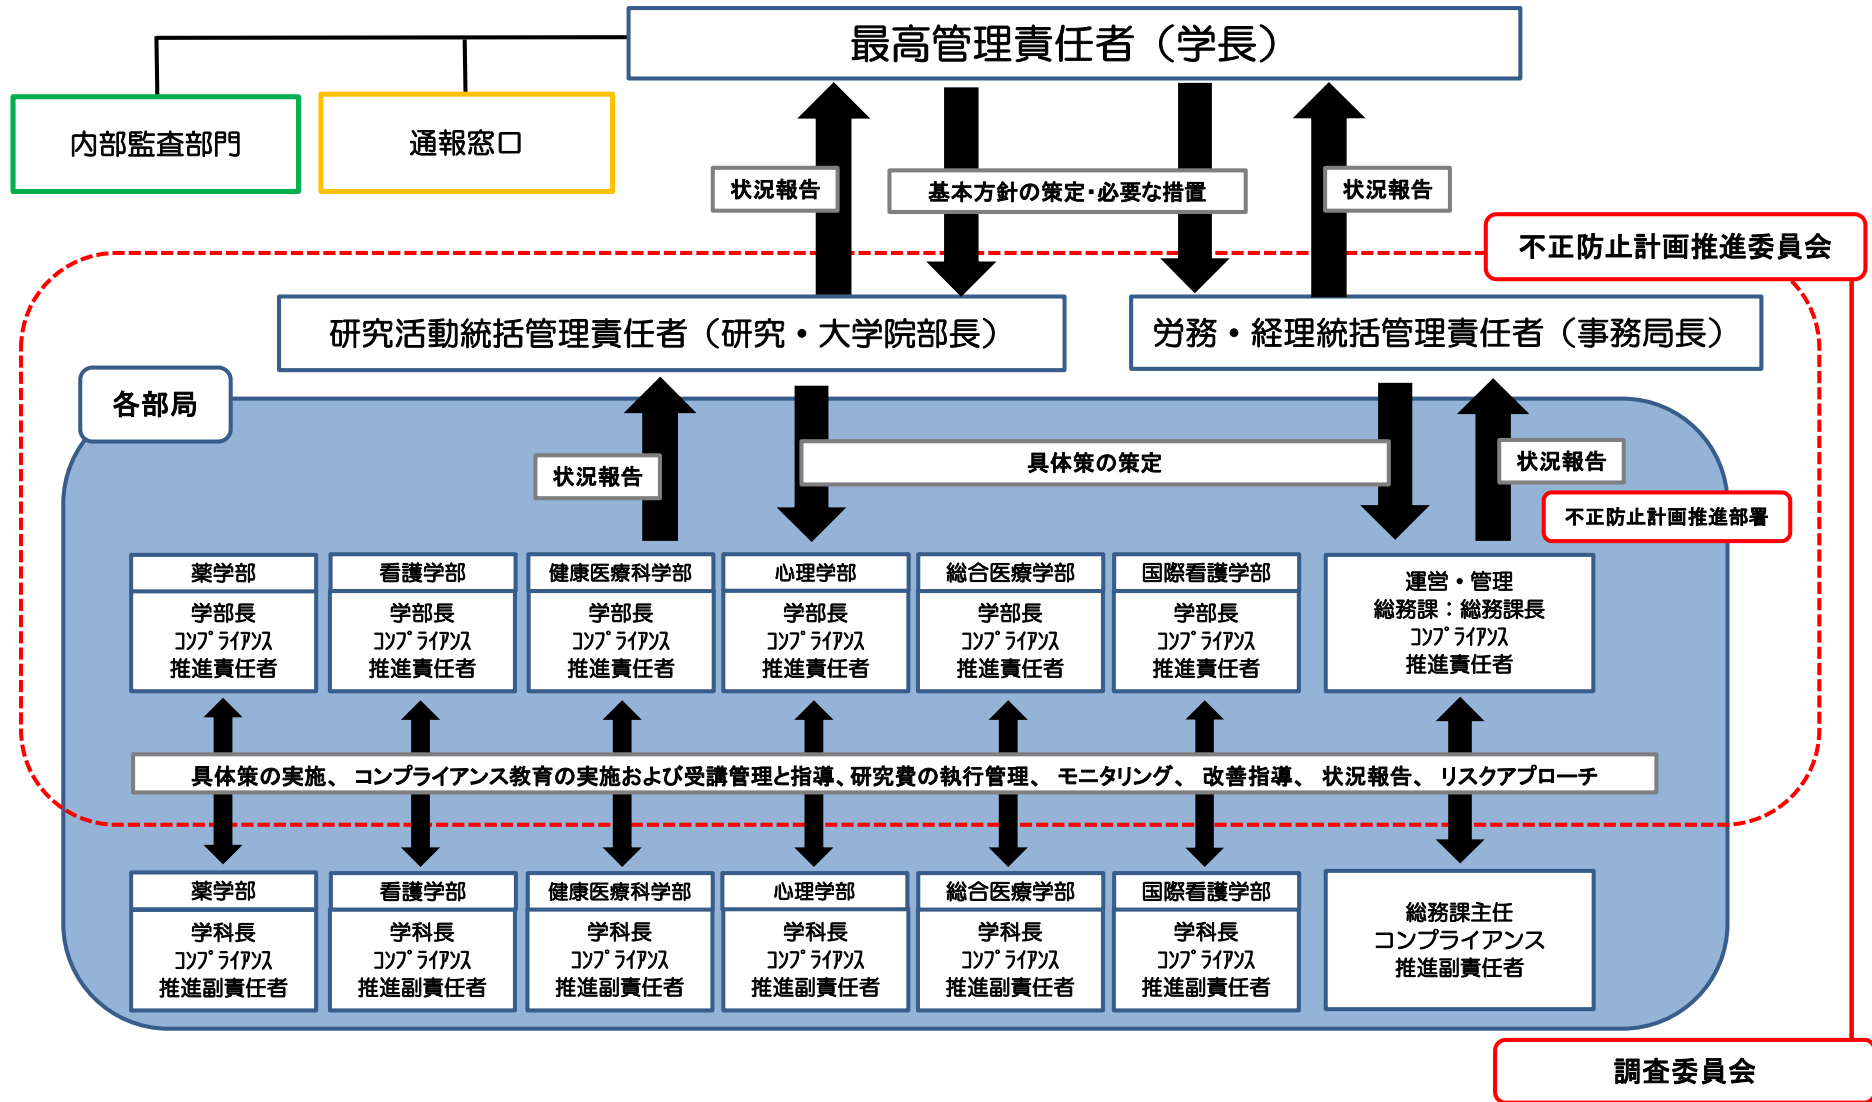 最高管理責任者（学長）
内部監査部門
通報窓口
状況報告
基本方針の策定・必要な措置
状況報告
不正防止計画推進委員会
研究活動統括管理責任者（研究・大学院部長）
労務・経理統括管理責任者（事務局長）
各部局
状況報告
具体策の策定
状況報告
不正防止計画推進部署
薬学部
学部長
ｺﾝﾌﾟﾗｲｱﾝｽ
推進責任者
看護学部
学部長
ｺﾝﾌﾟﾗｲｱﾝｽ
推進責任者
健康医療科学部
学部長
ｺﾝﾌﾟﾗｲｱﾝｽ
推進責任者
心理学部
学部長
ｺﾝﾌﾟﾗｲｱﾝｽ
推進責任者
総合医療学部
学部長
ｺﾝﾌﾟﾗｲｱﾝｽ
推進責任者
国際看護学部
学部長
ｺﾝﾌﾟﾗｲｱﾝｽ
推進責任者
運営・管理
総務課：総務課長
ｺﾝﾌﾟﾗｲｱﾝｽ
推進責任者
具体策の実施、コンプライアンス教育の実施および受講管理と指導、研究費の執行管理、モニタリング、改善指導、状況報告、リスクアプローチ
薬学部
学科長
ｺﾝﾌﾟﾗｲｱﾝｽ
推進副責任者
看護学部
学科長
ｺﾝﾌﾟﾗｲｱﾝｽ
推進副責任者
健康医療科学部
学科長
ｺﾝﾌﾟﾗｲｱﾝｽ
推進副責任者
心理学部
学科長
ｺﾝﾌﾟﾗｲｱﾝｽ
推進副責任者
総合医療学部
学科長
ｺﾝﾌﾟﾗｲｱﾝｽ
推進副責任者
国際看護学部
学科長
ｺﾝﾌﾟﾗｲｱﾝｽ
推進副責任者
総務課主任
コンプライアンス
推進副責任者
調査委員会